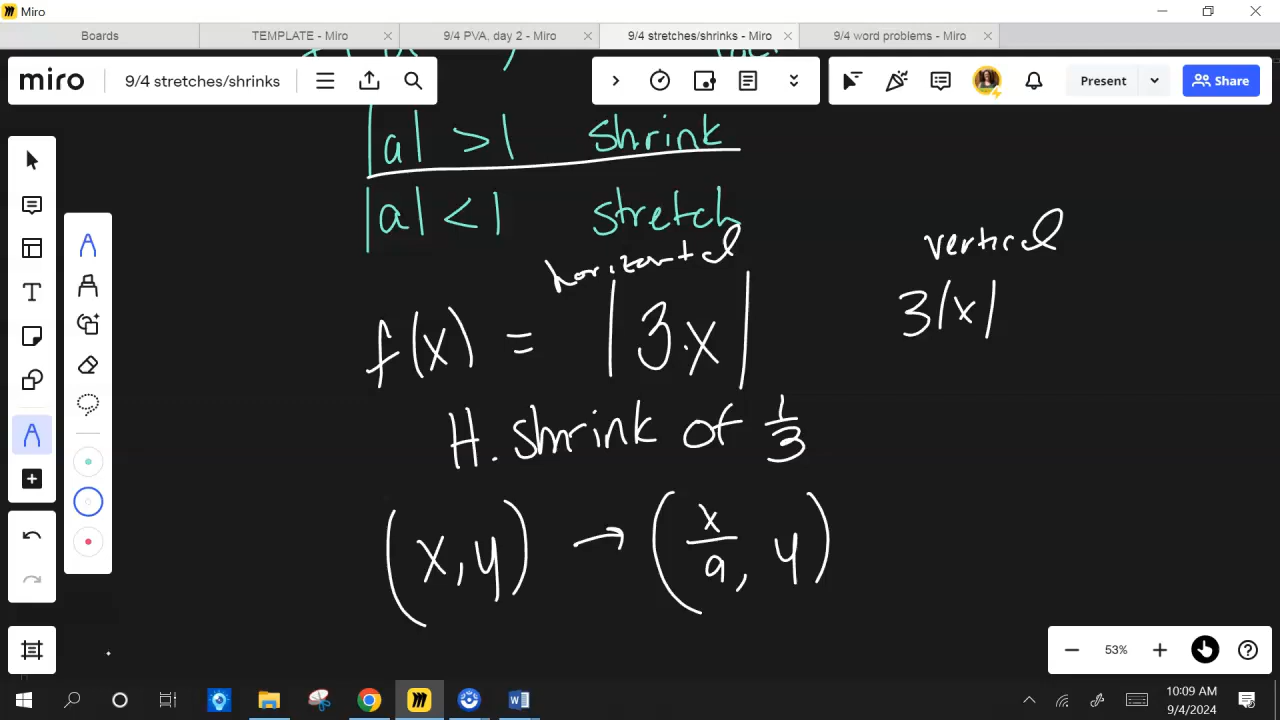 Miro
Boards
TEMPLATE - Miro
9/4 PVA, day 2 - Miro
9/4 stretches/shrinks - Miro
9/4 word problems - Miro
miro
9/4 stretches/shrinks
Present
Share
|a| > 1 shrink
|a| < 1 stretch
horizontal
vertical
f(x) = |3·x|
3|x|
H. shrink of 1/3
(x, y) → (x/a, y)
53%
10:09 AM
9/4/2024